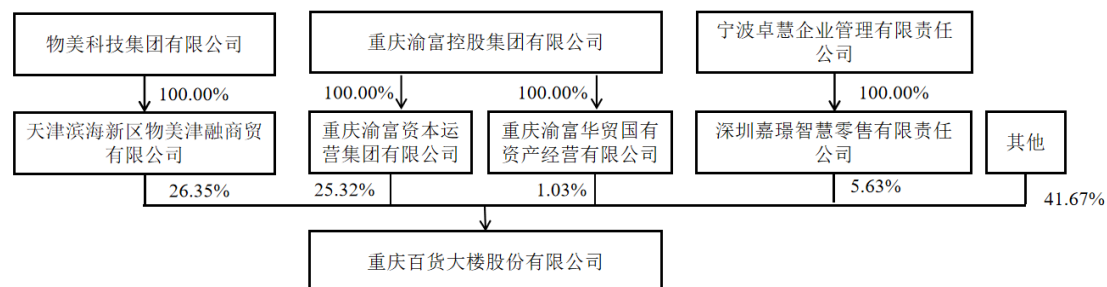 物美科技集团有限公司
重庆渝富控股集团有限公司
宁波卓慧企业管理有限责任
公司
100.00%
100.00%
100.00%
100.00%
天津滨海新区物美津融商贸
有限公司
重庆渝富资本运
营集团有限公司
重庆渝富华贸国有
资产经营有限公司
深圳嘉璟智慧零售有限责任
公司
其他
26.35%
25.32%
1.03%
5.63%
41.67%
重庆百货大楼股份有限公司